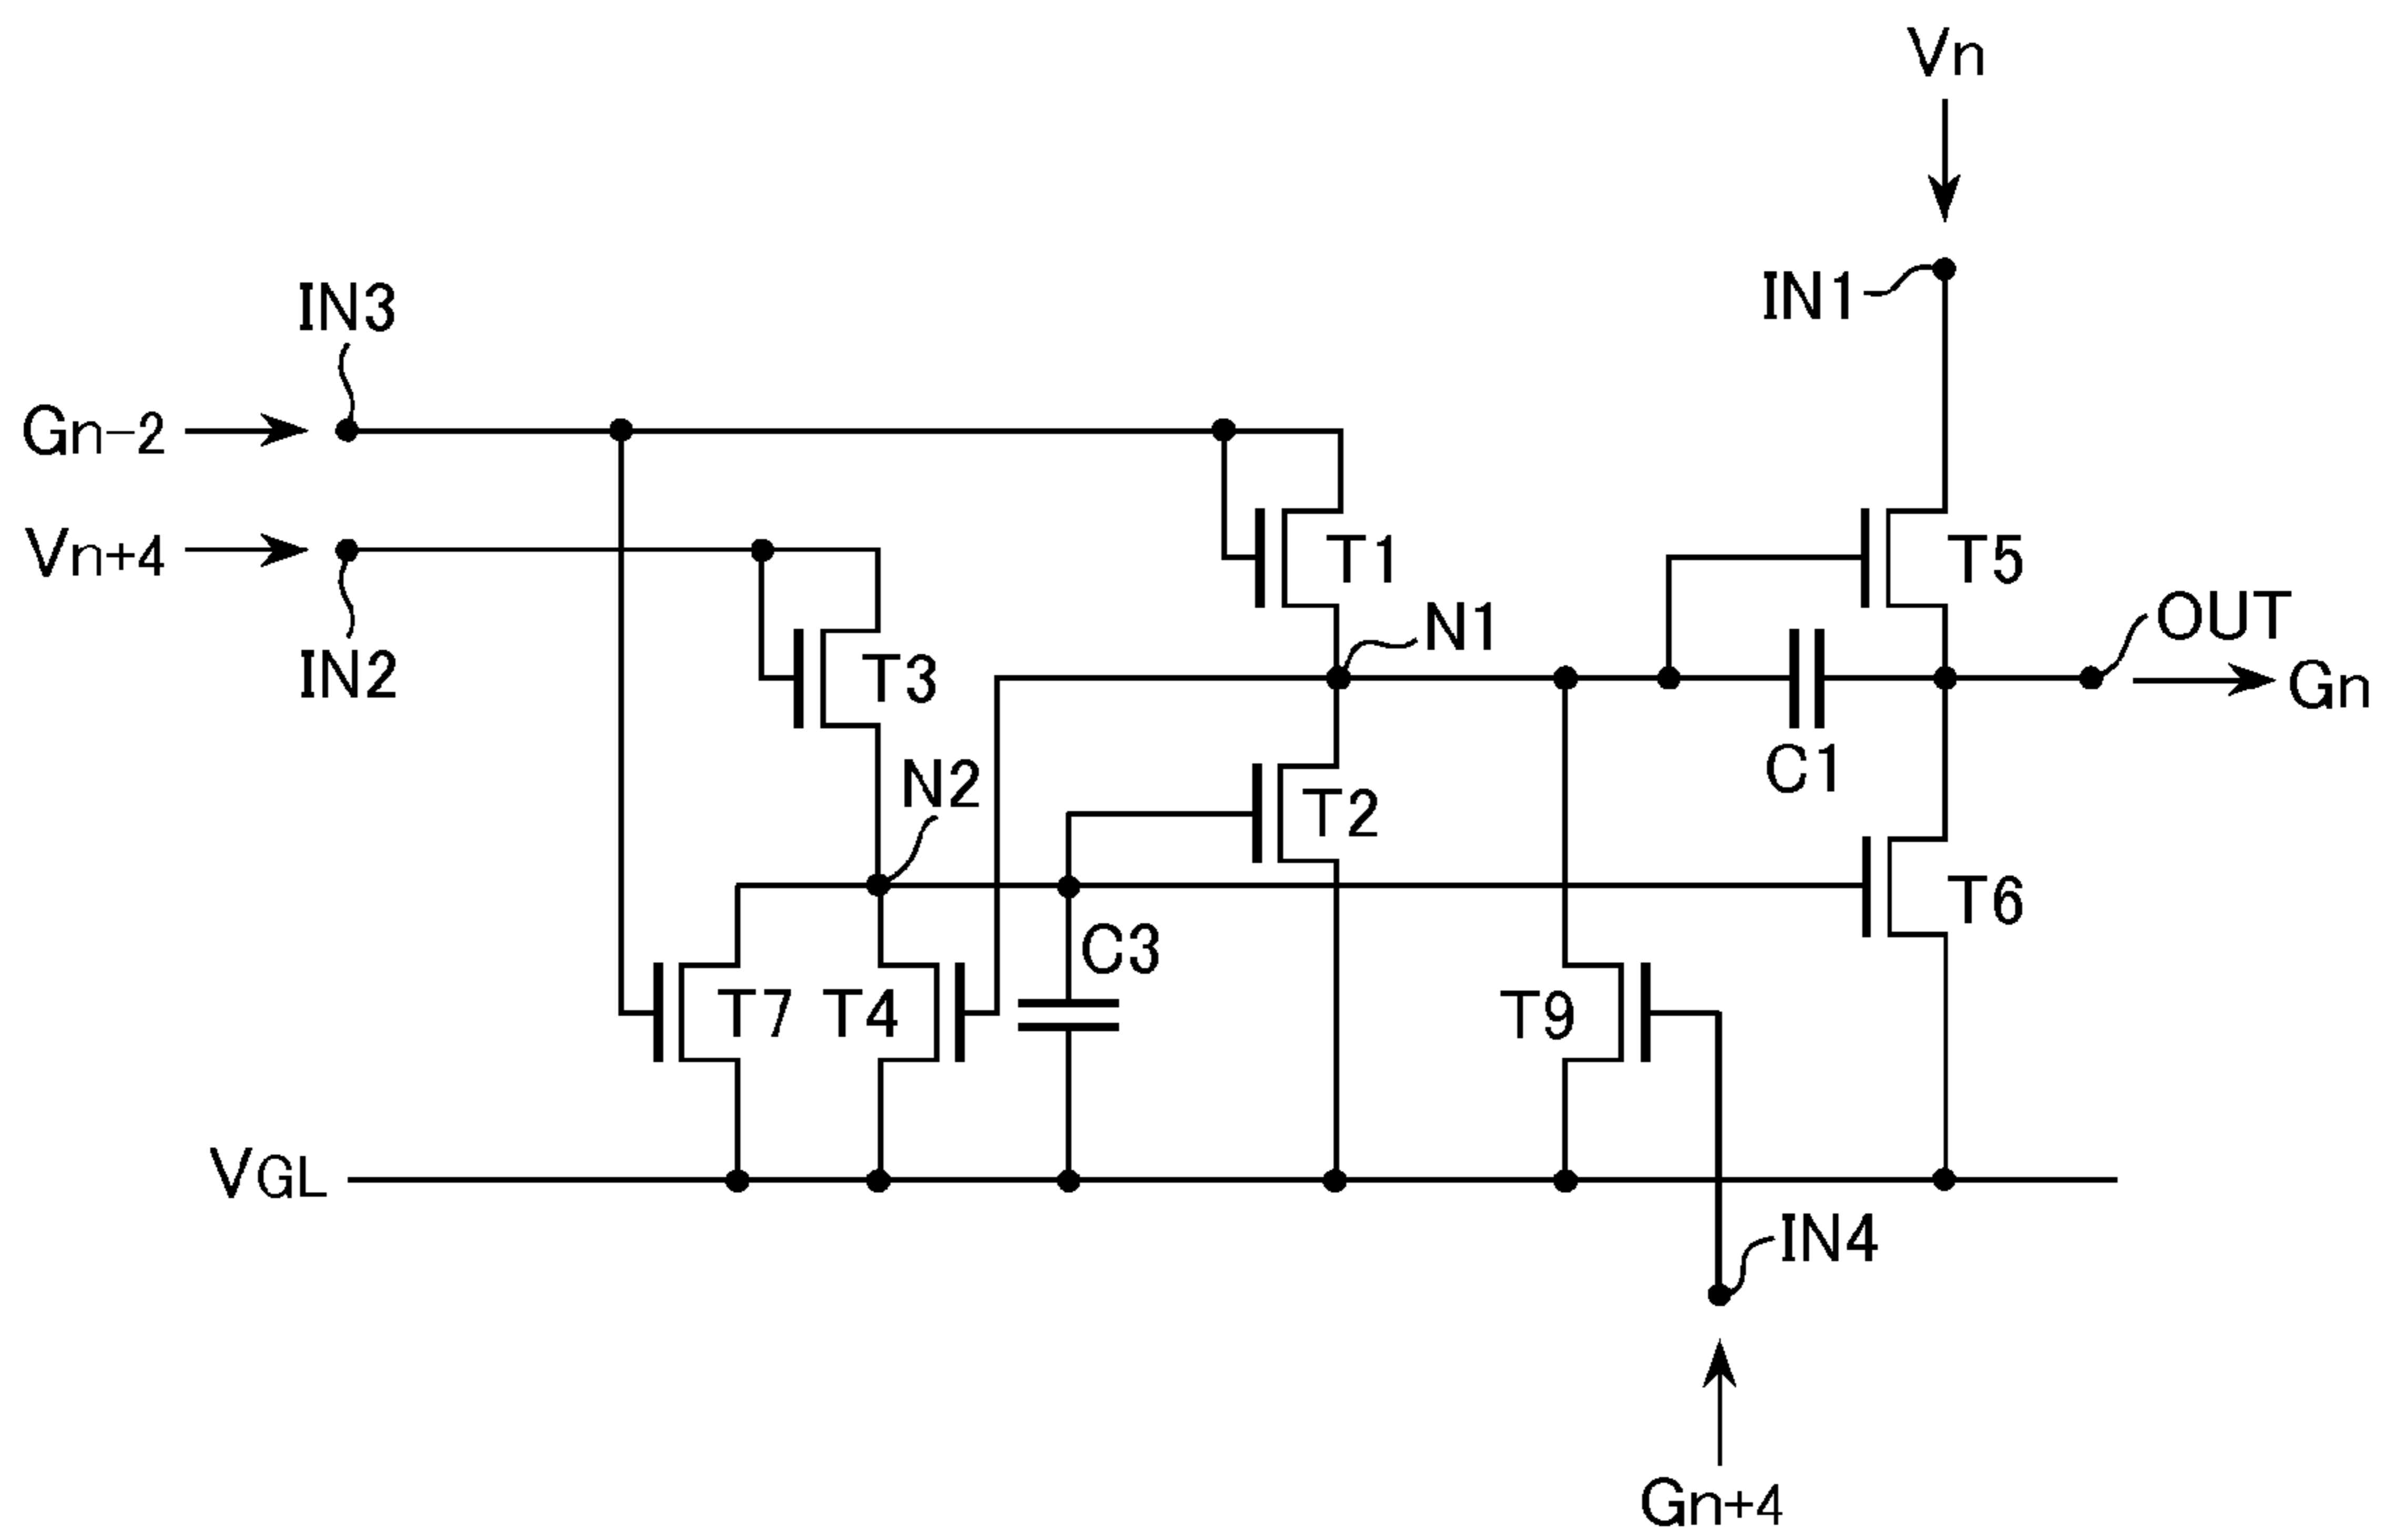 Vn
IN1
IN3
Gn-2
Vn+4
IN2
T1
T5
OUT
Gn
T3
N1
C1
N2
T2
T6
C3
T7
T4
T9
VGL
IN4
Gn+4